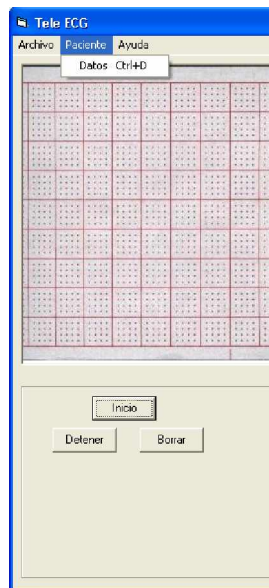 Tele ECG
Archivo Paciente Ayuda
Datos Ctrl+D
Inicio
Detener Borrar